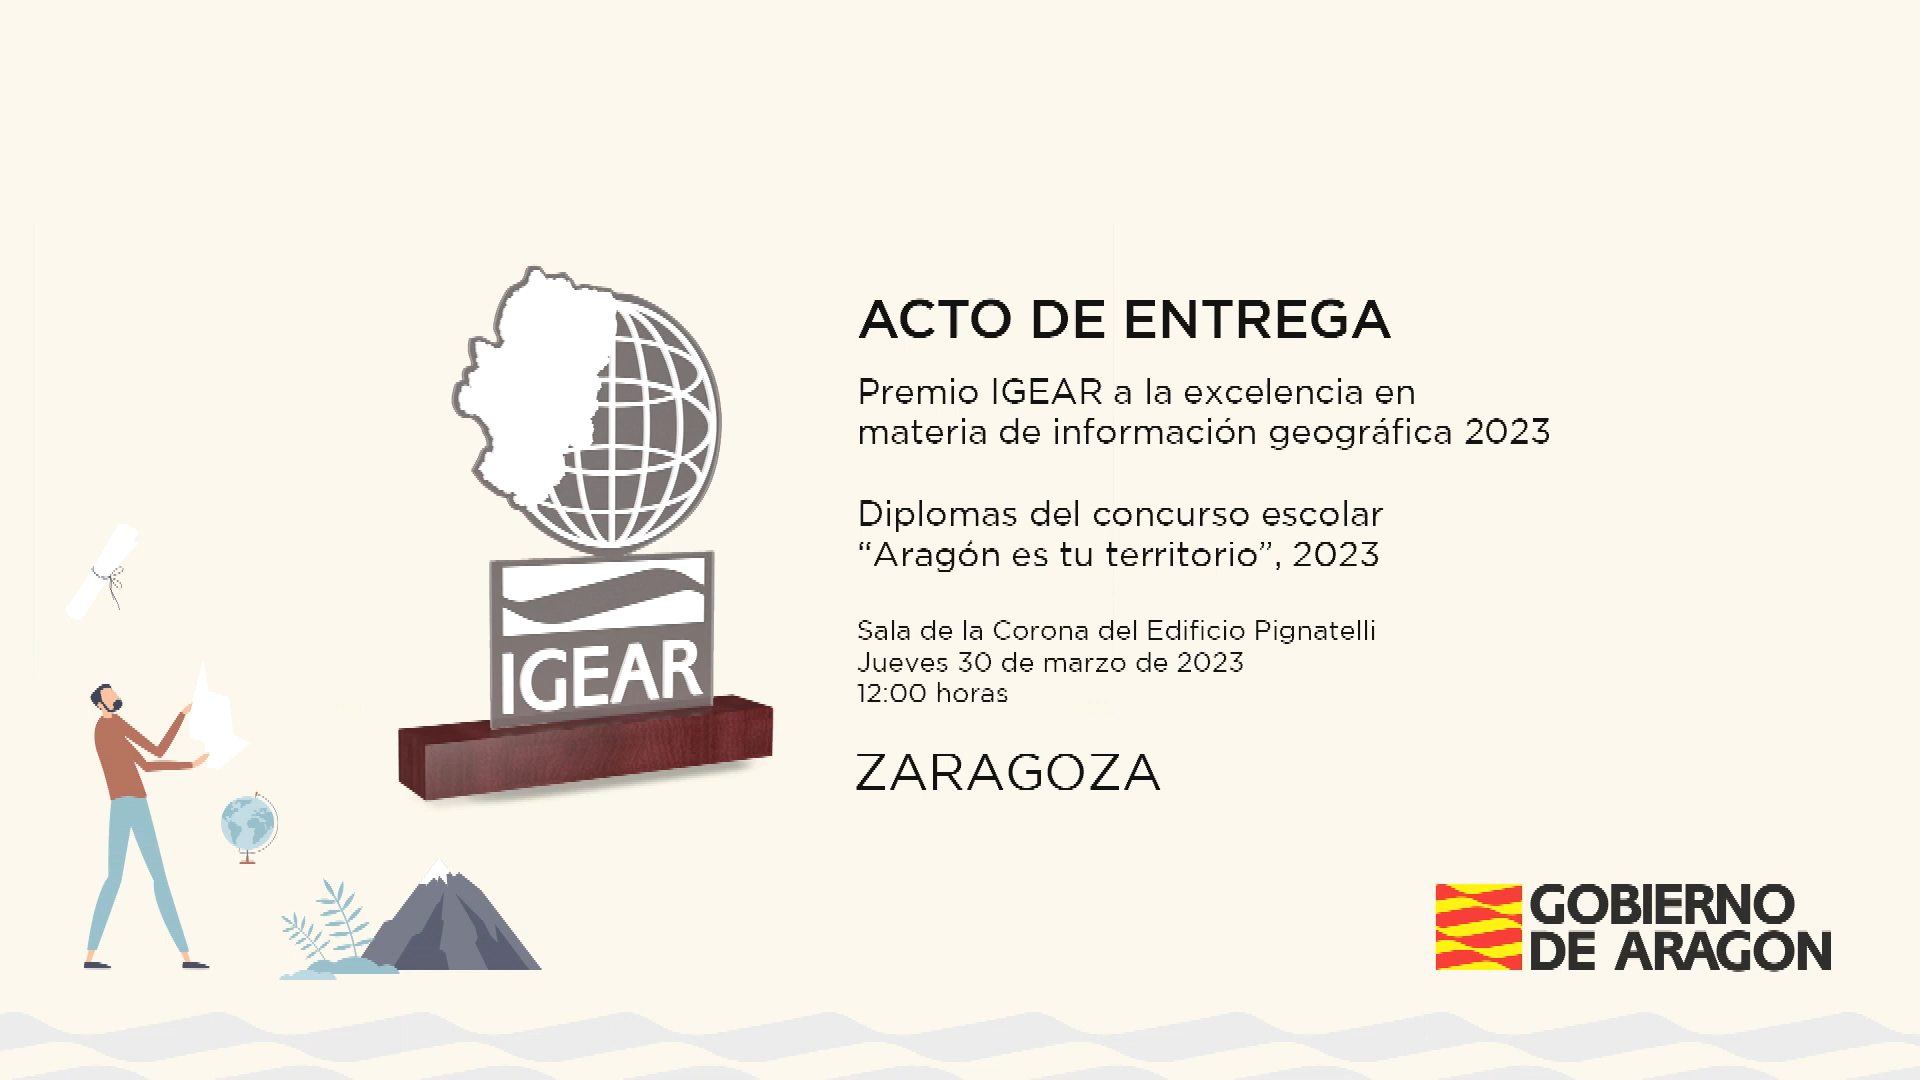 ACTO DE ENTREGA
Premio IGEAR a la excelencia en
materia de información geográfica 2023
Diplomas del concurso escolar
“Aragón es tu territorio”, 2023
Sala de la Corona del Edificio Pignatelli
Jueves 30 de marzo de 2023
12:00 horas
ZARAGOZA
IGEAR
GOBIERNO
DE ARAGON